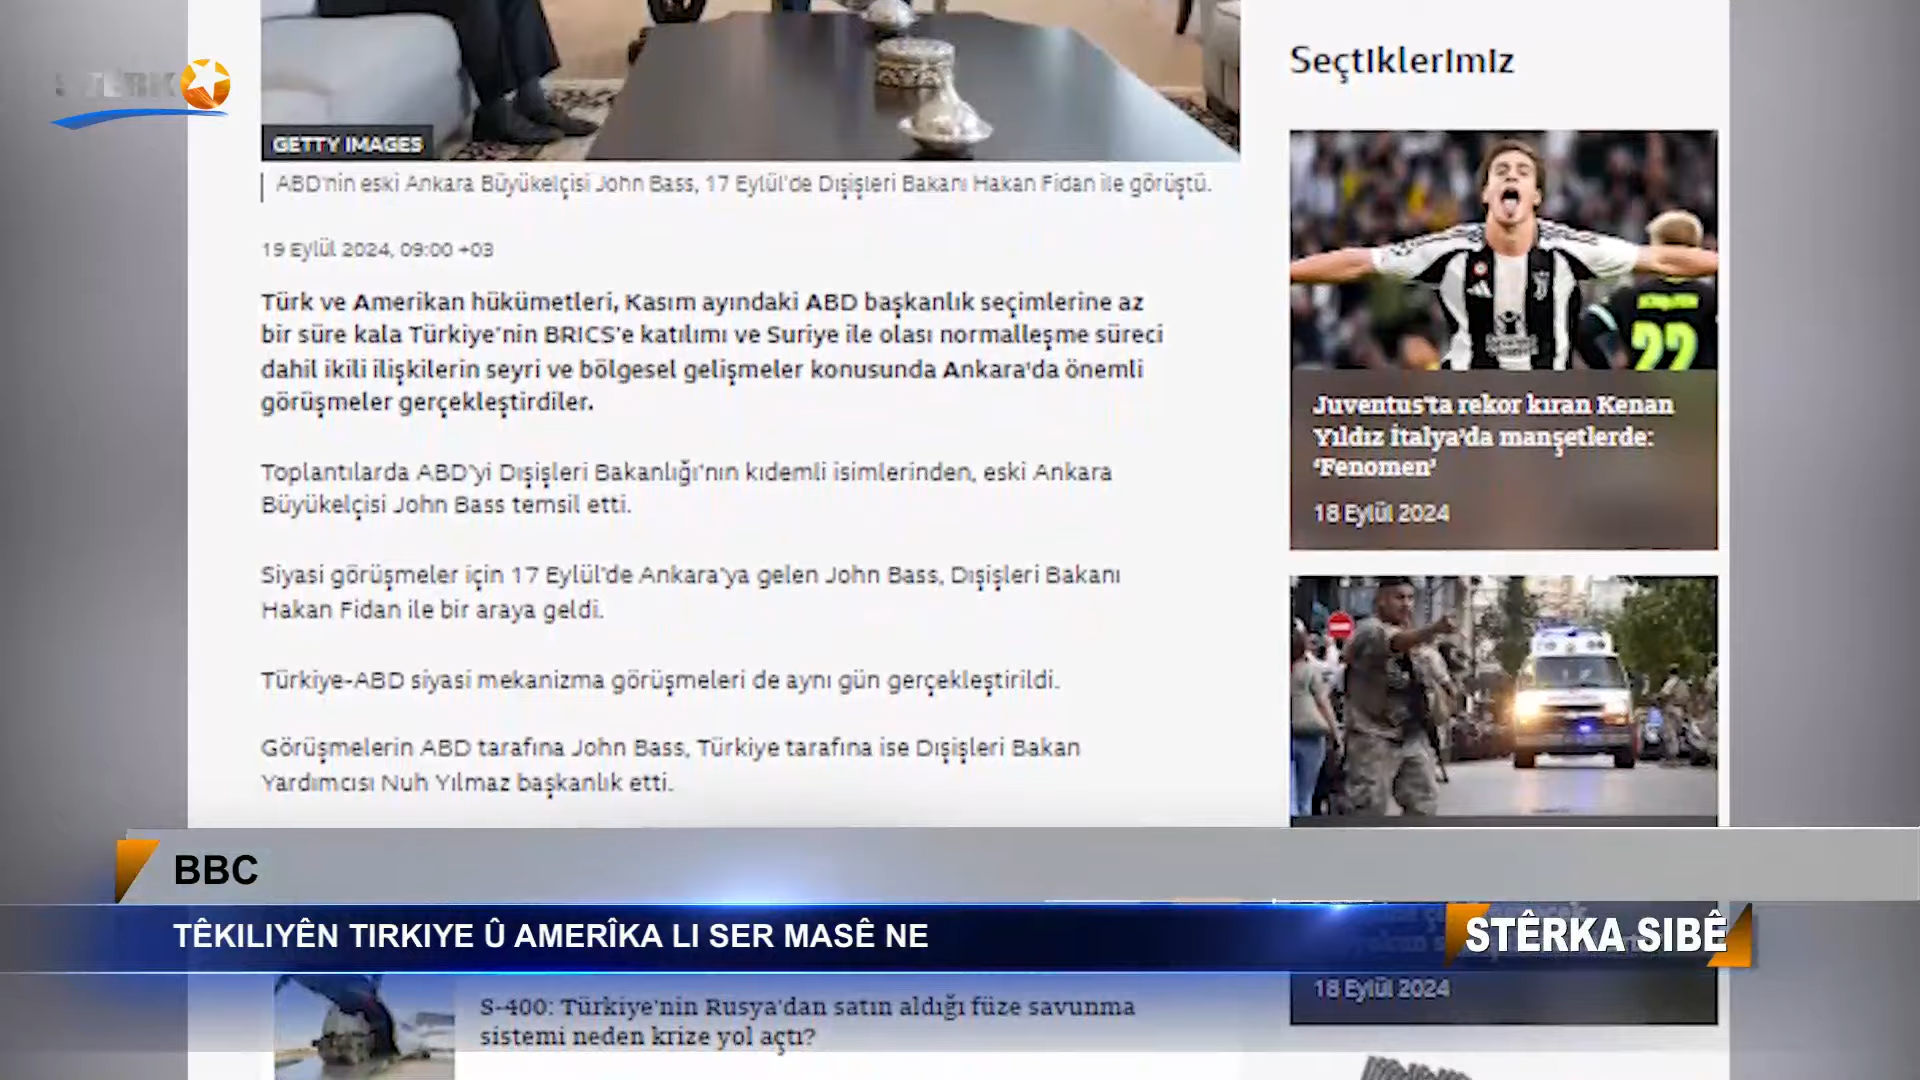 STÊRK
GETTY IMAGES
ABD'nin eski Ankara Büyükelçisi John Bass, 17 Eylül'de Dışişleri Bakanı Hakan Fidan ile görüştü.
19 Eylül 2024, 09:00 +03
Türk ve Amerikan hükümetleri, Kasım ayındaki ABD başkanlık seçimlerine az
bir süre kala Türkiye'nin BRICS'e katılımı ve Suriye ile olası normalleşme süreci
dahil ikili ilişkilerin seyri ve bölgesel gelişmeler konusunda Ankara'da önemli
görüşmeler gerçekleştirdiler.
Toplantılarda ABD'yi Dışişleri Bakanlığı'nın kıdemli isimlerinden, eski Ankara
Büyükelçisi John Bass temsil etti.
Siyasi görüşmeler için 17 Eylül'de Ankara'ya gelen John Bass, Dışişleri Bakanı
Hakan Fidan ile bir araya geldi.
Türkiye-ABD siyasi mekanizma görüşmeleri de aynı gün gerçekleştirildi.
Görüşmelerin ABD tarafına John Bass, Türkiye tarafına ise Dışişleri Bakan
Yardımcısı Nuh Yılmaz başkanlık etti.
S-400: Türkiye'nin Rusya'dan satın aldığı füze savunma
sistemi neden krize yol açtı?
Seçtiklerimiz
22
Juventus'ta rekor kıran Kenan
Yıldız İtalya'da manşetlerde:
'Fenomen'
18 Eylül 2024
18 Eylül 2024
BBC
TÊKILIYÊN TIRKIYE Û AMERÎKA LI SER MASÊ NE
STÊRKA SIBÊ